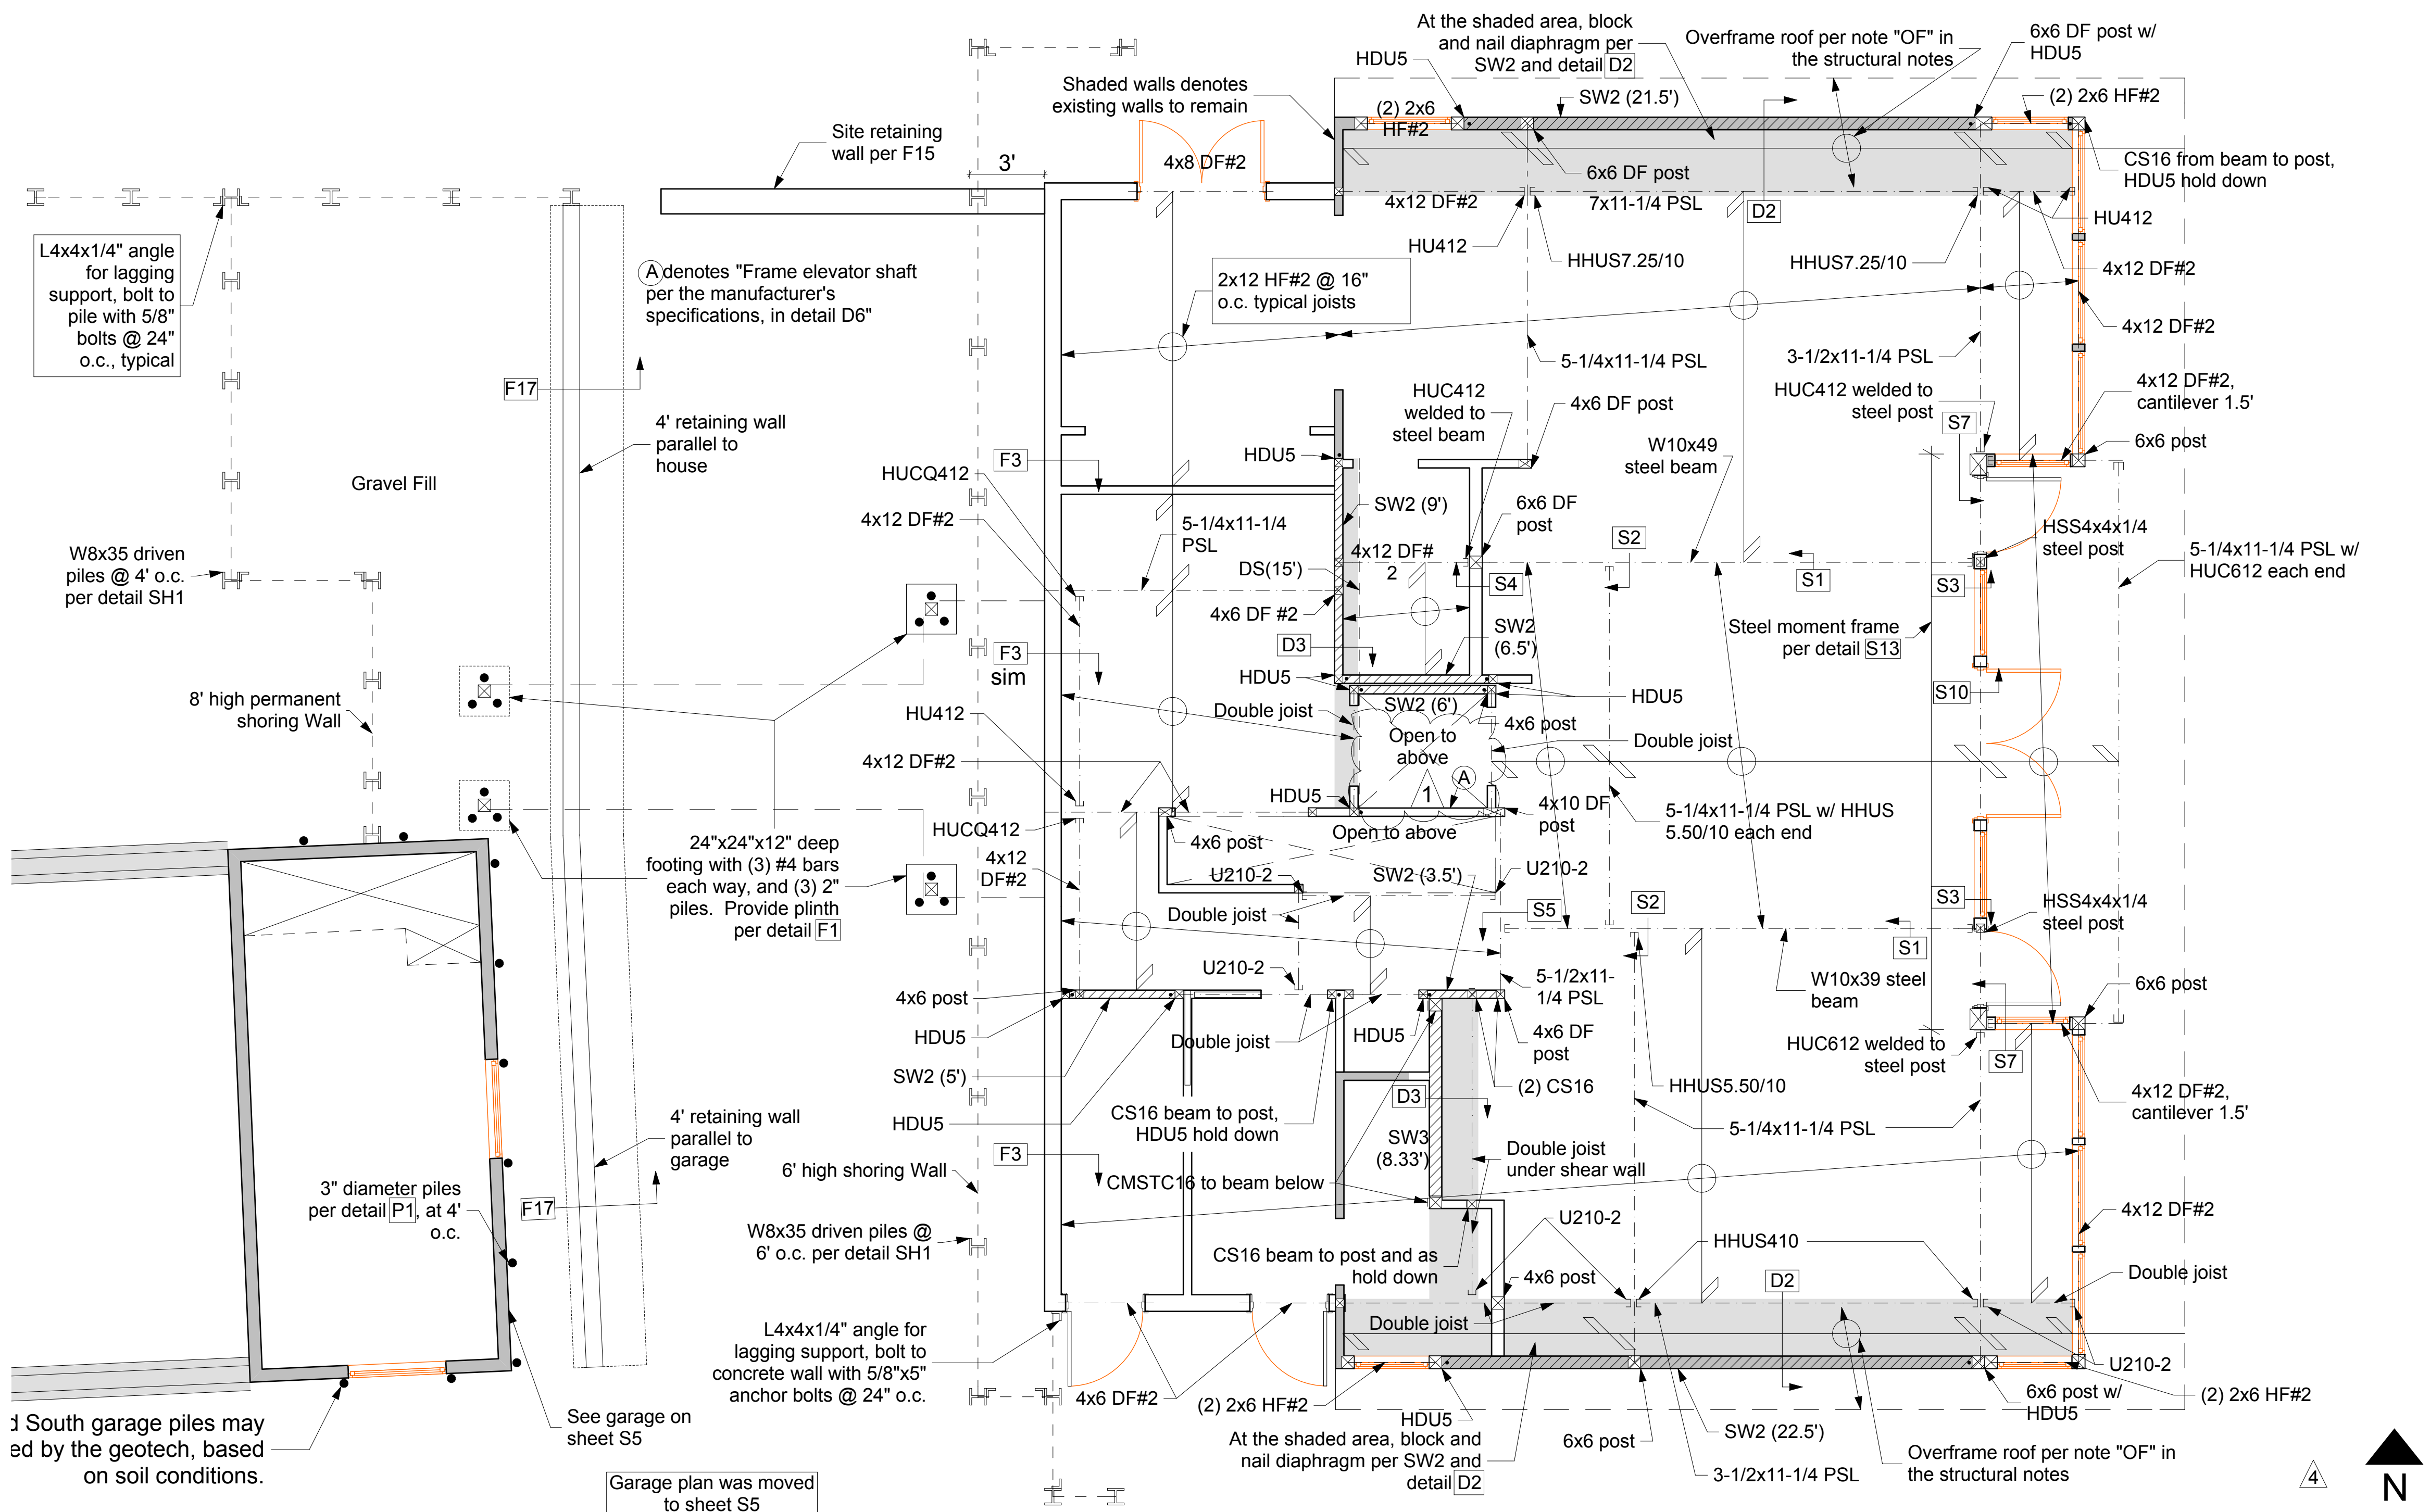 At the shaded area, block
and nail diaphragm per
SW2 and detail D2
Overframe roof per note "OF" in
the structural notes
6x6 DF post w/
HDU5
HDU5
Shaded walls denotes
existing walls to remain
(2) 2x6
HF#2
SW2 (21.5')
(2) 2x6 HF#2
Site retaining
wall per F15
3'
4x8 DF#2
6x6 DF post
CS16 from beam to post,
HDU5 hold down
4x12 DF#2
7x11-1/4 PSL
D2
HU412
L4x4x1/4" angle
for lagging
support, bolt to
pile with 5/8"
bolts @ 24"
o.c., typical
A denotes "Frame elevator shaft
per the manufacturer's
specifications, in detail D6"
2x12 HF#2 @ 16"
o.c. typical joists
HU412
HHUS7.25/10
HHUS7.25/10
4x12 DF#2
4x12 DF#2
5-1/4x11-1/4 PSL
3-1/2x11-1/4 PSL
F17
4' retaining wall
parallel to
house
HUC412
welded to
steel beam
4x6 DF post
HUC412 welded to
steel post
4x12 DF#2,
cantilever 1.5'
S7
6x6 post
Gravel Fill
F3
HDU5
W10x49
steel beam
HUCQ412
4x12 DF#2
SW2 (9')
6x6 DF
post
5-1/4x11-1/4
PSL
HSS4x4x1/4
steel post
5-1/4x11-1/4 PSL w/
HUC612 each end
W8x35 driven
piles @ 4' o.c.
per detail SH1
4x12 DF#
2
DS(15')
S2
S4
S1
S3
4x6 DF #2
SW2
(6.5')
D3
Steel moment frame
per detail S13
F3
sim
HDU5
HDU5
S10
8' high permanent
shoring Wall
HU412
Double joist
SW2 (6')
4x6 post
Open to
above
Double joist
4x12 DF#2
A
1
HDU5
4x10 DF
post
5-1/4x11-1/4 PSL w/ HHUS
5.50/10 each end
HUCQ412
Open to above
4x6 post
24"x24"x12" deep
footing with (3) #4 bars
each way, and (3) 2"
piles.  Provide plinth
per detail F1
4x12
DF#2
U210-2
SW2 (3.5')
U210-2
Double joist
S5
S2
S3
HSS4x4x1/4
steel post
S1
U210-2
5-1/2x11-
1/4 PSL
W10x39 steel
beam
6x6 post
4x6 post
HDU5
Double joist
HDU5
4x6 DF
post
HUC612 welded to
steel post
S7
SW2 (5')
(2) CS16
HHUS5.50/10
4x12 DF#2,
cantilever 1.5'
HDU5
CS16 beam to post,
HDU5 hold down
D3
5-1/4x11-1/4 PSL
4' retaining wall
parallel to
garage
6' high shoring Wall
F3
SW3
(8.33')
Double joist
under shear wall
CMSTC16 to beam below
3" diameter piles
per detail P1, at 4'
o.c.
F17
4x12 DF#2
U210-2
W8x35 driven piles @
6' o.c. per detail SH1
HHUS410
CS16 beam to post and as
hold down
4x6 post
D2
Double joist
Double joist
L4x4x1/4" angle for
lagging support, bolt to
concrete wall with 5/8"x5"
anchor bolts @ 24" o.c.
4x6 DF#2
(2) 2x6 HF#2
HDU5
U210-2
6x6 post w/
HDU5
(2) 2x6 HF#2
d South garage piles may
ed by the geotech, based
on soil conditions.
See garage on
sheet S5
At the shaded area, block and
nail diaphragm per SW2 and
detail D2
6x6 post
SW2 (22.5')
3-1/2x11-1/4 PSL
Overframe roof per note "OF" in
the structural notes
Garage plan was moved
to sheet S5
4
N